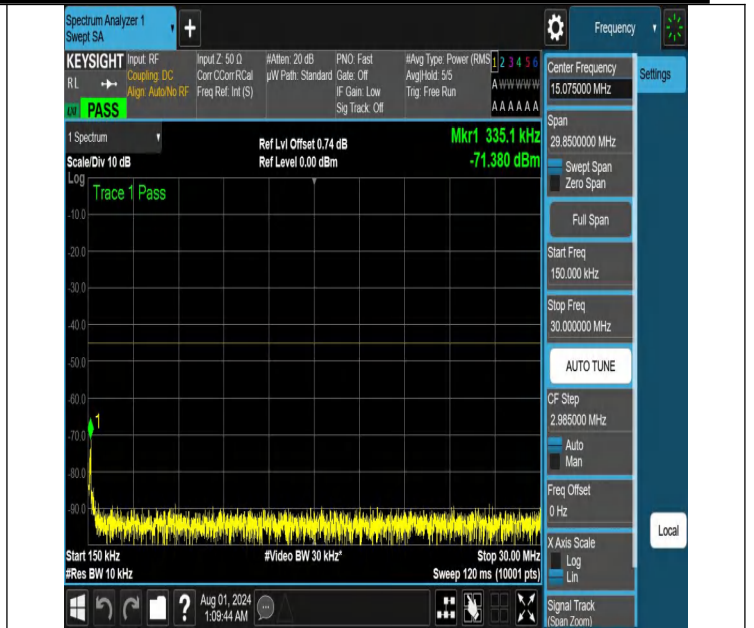 Spectrum Analyzer 1
Swept SA
+
Frequency
KEYSIGHT
RL
PASS
Input: RF
Coupling: DC
Align: Auto/No RF
Input Z: 50 Ω
Corr CCorr RCal
Freq Ref: Int (S)
#Atten: 20 dB
µW Path: Standard
PNO: Fast
Gate: Off
IF Gain: Low
Sig Track: Off
#Avg Type: Power (RMS
Avg|Hold: 5/5
Trig: Free Run
1 2 3 4 5 6
A W W W W W
A A A A A A
1 Spectrum
Scale/Div 10 dB
Ref Lvl Offset 0.74 dB
Ref Level 0.00 dBm
Mkr1 335.1 kHz
-71.380 dBm
Log
Trace 1 Pass
-10.0
-20.0
-30.0
-40.0
-50.0
-60.0
1
-70.0
-80.0
-90.0
Start 150 kHz
#Video BW 30 kHz*
Stop 30.00 MHz
#Res BW 10 kHz
Sweep 120 ms (10001 pts)
Aug 01, 2024
1:09:44 AM
Center Frequency
15.075000 MHz
Settings
Span
29.8500000 MHz
Swept Span
Zero Span
Full Span
Start Freq
150.000 kHz
Stop Freq
30.000000 MHz
AUTO TUNE
CF Step
2.985000 MHz
Auto
Man
Freq Offset
0 Hz
Local
X Axis Scale
Log
Lin
Signal Track
(Span Zoom)